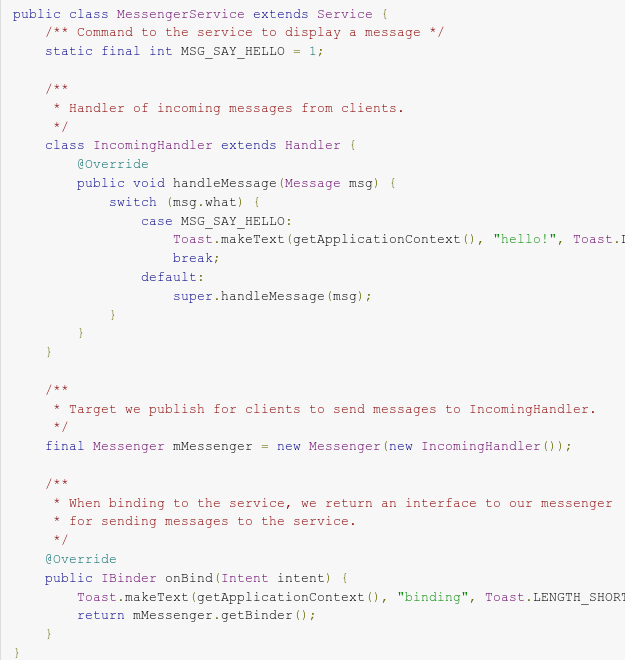 public class MessengerService extends Service {
    /** Command to the service to display a message */
    static final int MSG_SAY_HELLO = 1;

    /**
     * Handler of incoming messages from clients.
     */
    class IncomingHandler extends Handler {
        @Override
        public void handleMessage(Message msg) {
            switch (msg.what) {
                case MSG_SAY_HELLO:
                    Toast.makeText(getApplicationContext(), "hello!", Toast.
                    break;
                default:
                    super.handleMessage(msg);
            }
        }
    }

    /**
     * Target we publish for clients to send messages to IncomingHandler.
     */
    final Messenger mMessenger = new Messenger(new IncomingHandler());

    /**
     * When binding to the service, we return an interface to our messenger
     * for sending messages to the service.
     */
    @Override
    public IBinder onBind(Intent intent) {
        Toast.makeText(getApplicationContext(), "binding", Toast.LENGTH_SHORT
        return mMessenger.getBinder();
    }
}